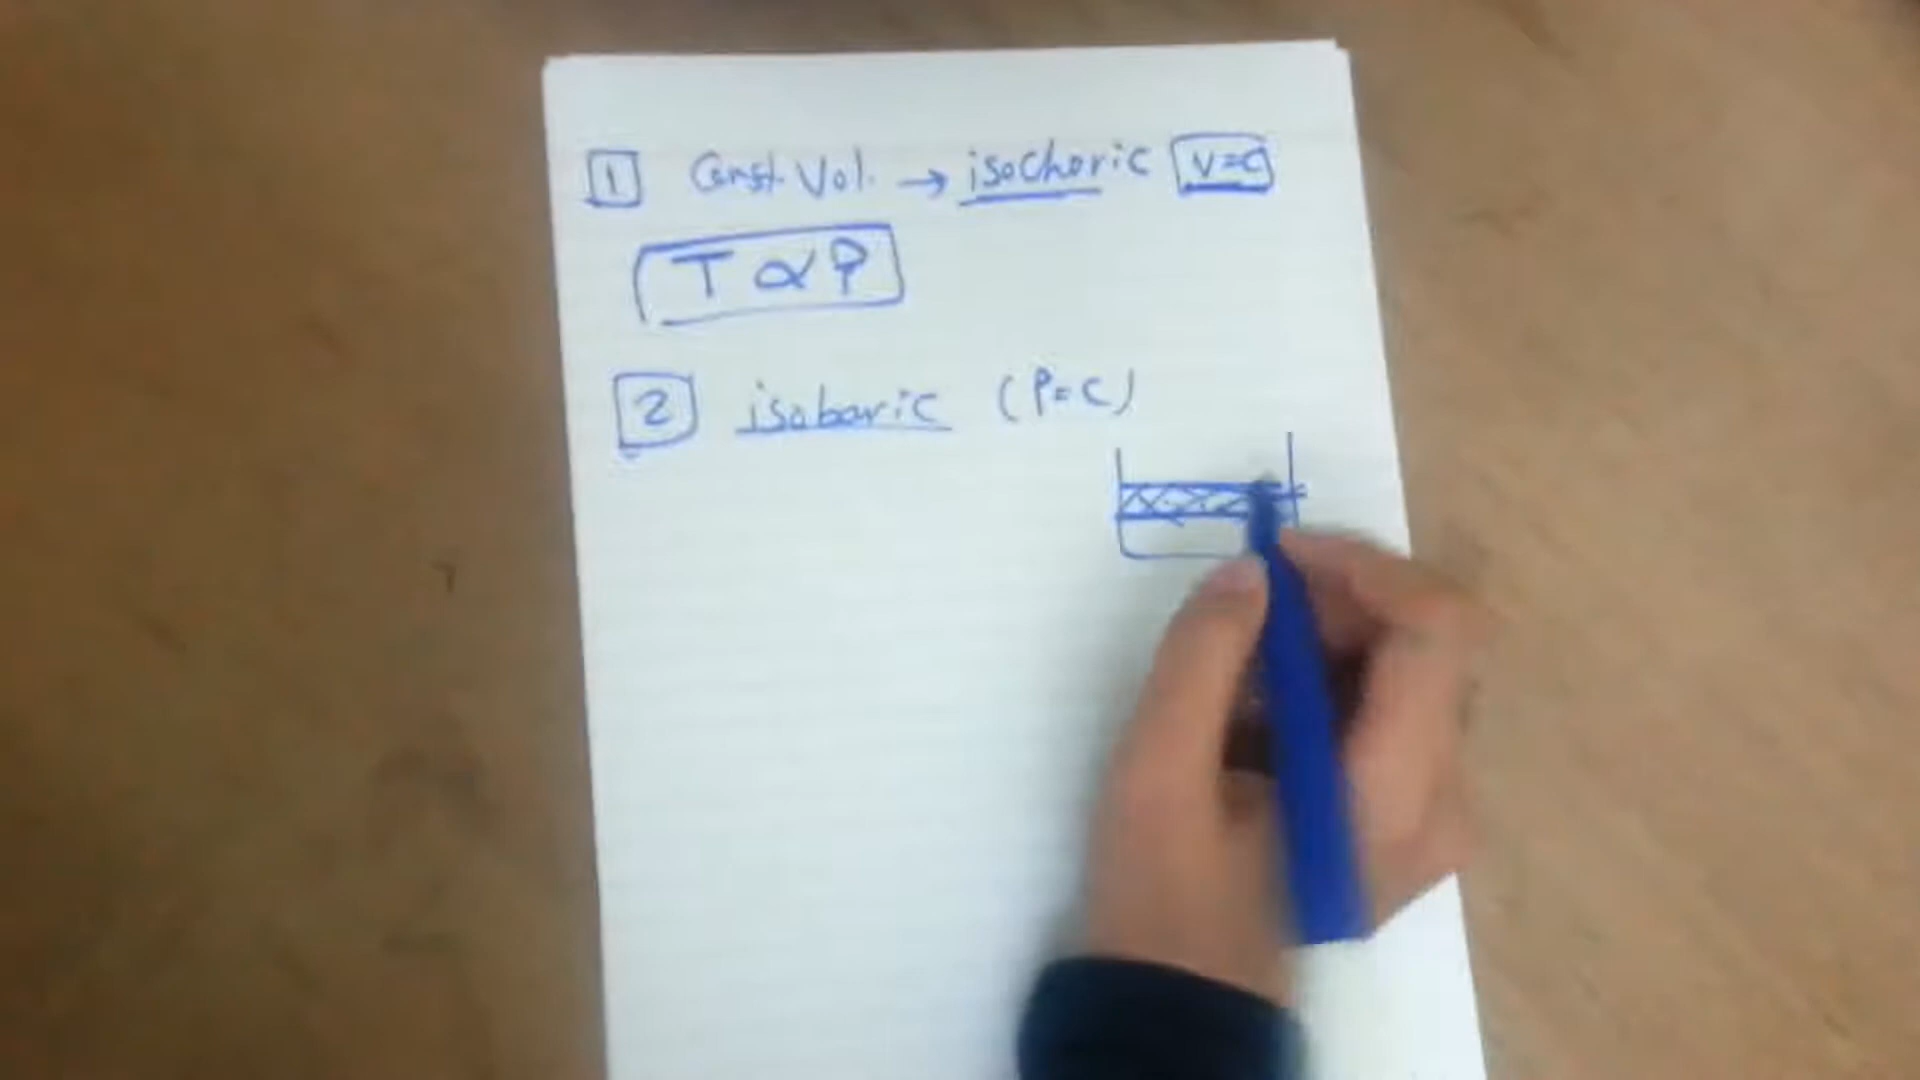 1 Const. Vol. → isochoric V=C
T α P
2 isobaric (P=C)